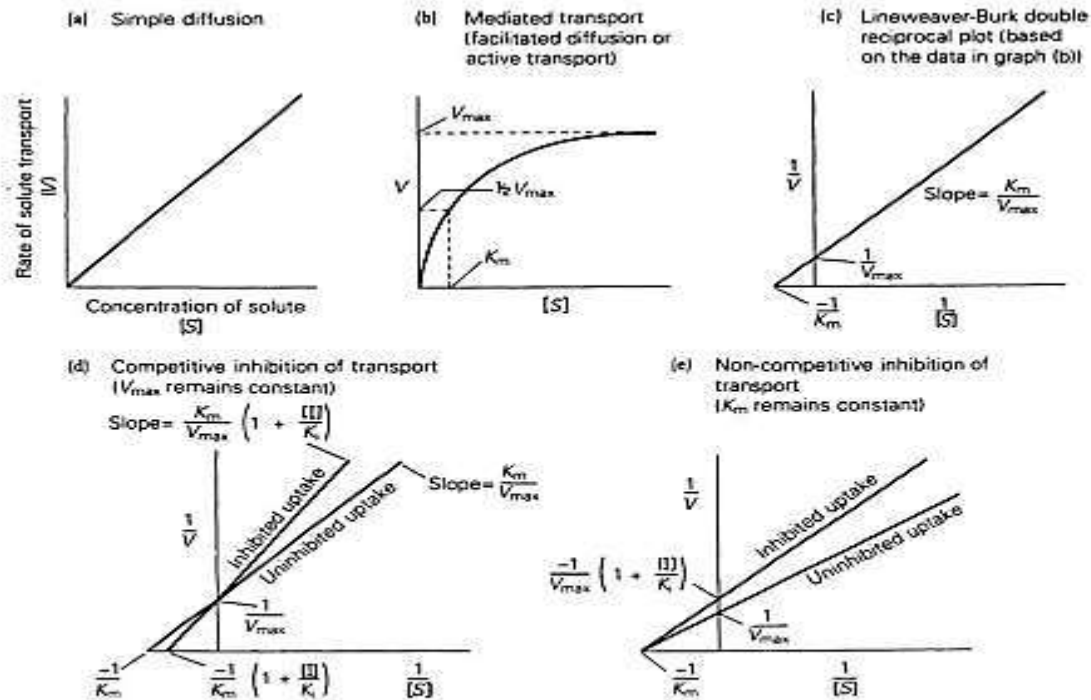 (a) Simple diffusion
Rate of solute transport
(V)
Concentration of solute
[S]
(b) Mediated transport
(facilitated diffusion or
active transport)
V
Vmax
½ Vmax
Km
[S]
(c) Lineweaver-Burk double
reciprocal plot (based
on the data in graph (b))
1/V
Slope= Km/Vmax
1/Vmax
-1/Km
1/[S]
(d) Competitive inhibition of transport
(Vmax remains constant)
Slope= Km/Vmax (1 + [I]/Ki)
Slope= Km/Vmax
Inhibited uptake
Uninhibited uptake
1/V
1/Vmax
-1/Km
-1/Km (1 + [I]/Ki)
1/[S]
(e) Non-competitive inhibition of
transport
(Km remains constant)
1/V
Inhibited uptake
Uninhibited uptake
-1/Vmax (1 + [I]/Ki)
1/Vmax
-1/Km
1/[S]